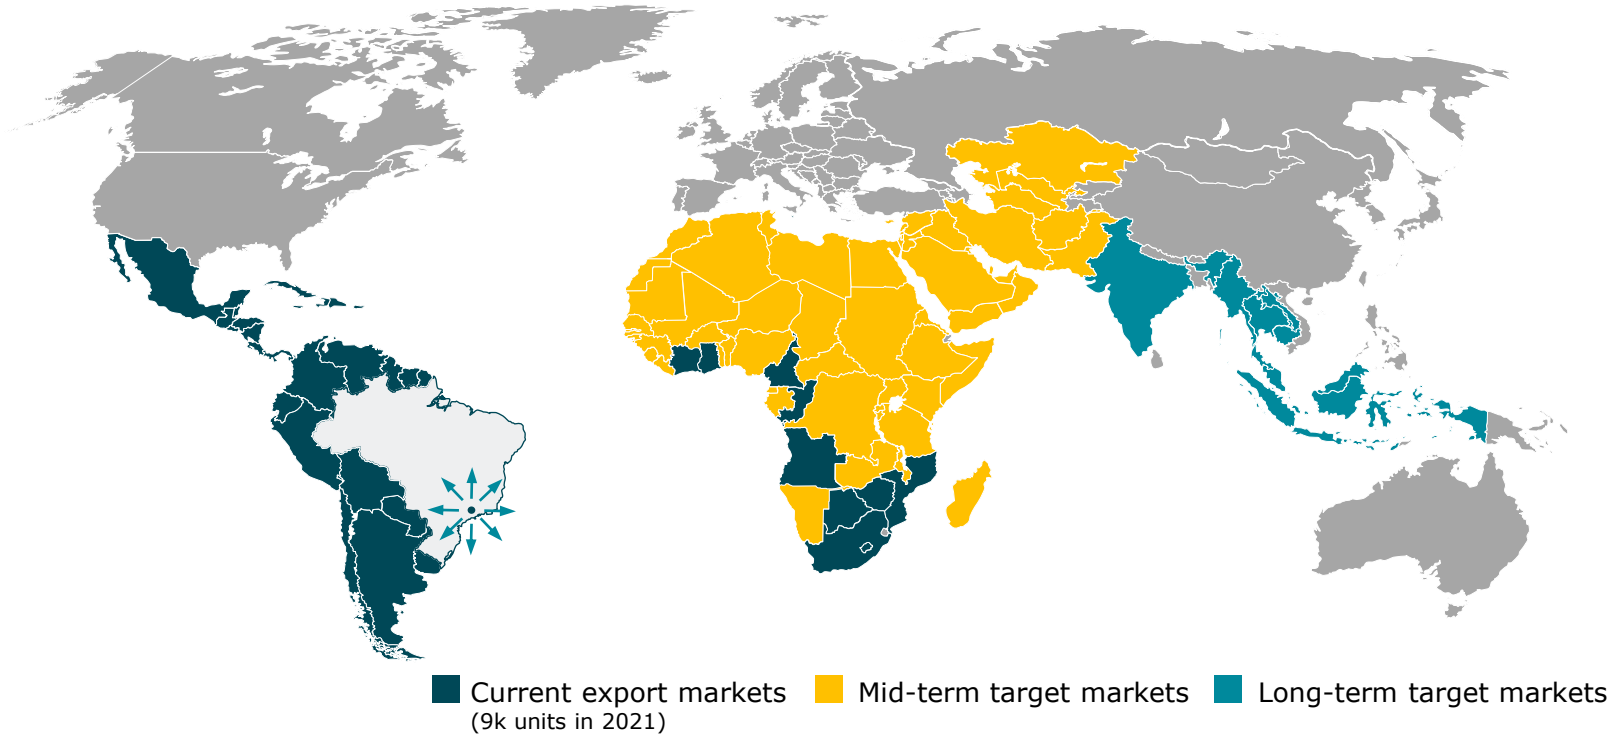 Current export markets
(9k units in 2021)
Mid-term target markets
Long-term target markets